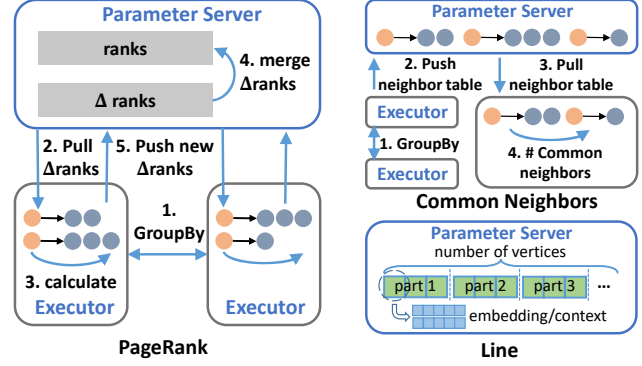 Parameter Server
ranks
Δ ranks
4. merge
Δranks
2. Pull
Δranks
5. Push new
Δranks
1.
GroupBy
3. calculate
Executor
Executor
PageRank
Parameter Server
2. Push
neighbor table
3. Pull
neighbor table
Executor
1. GroupBy
Executor
4. # Common
neighbors
Common Neighbors
Parameter Server
number of vertices
part 1
part 2
part 3
...
embedding/context
Line